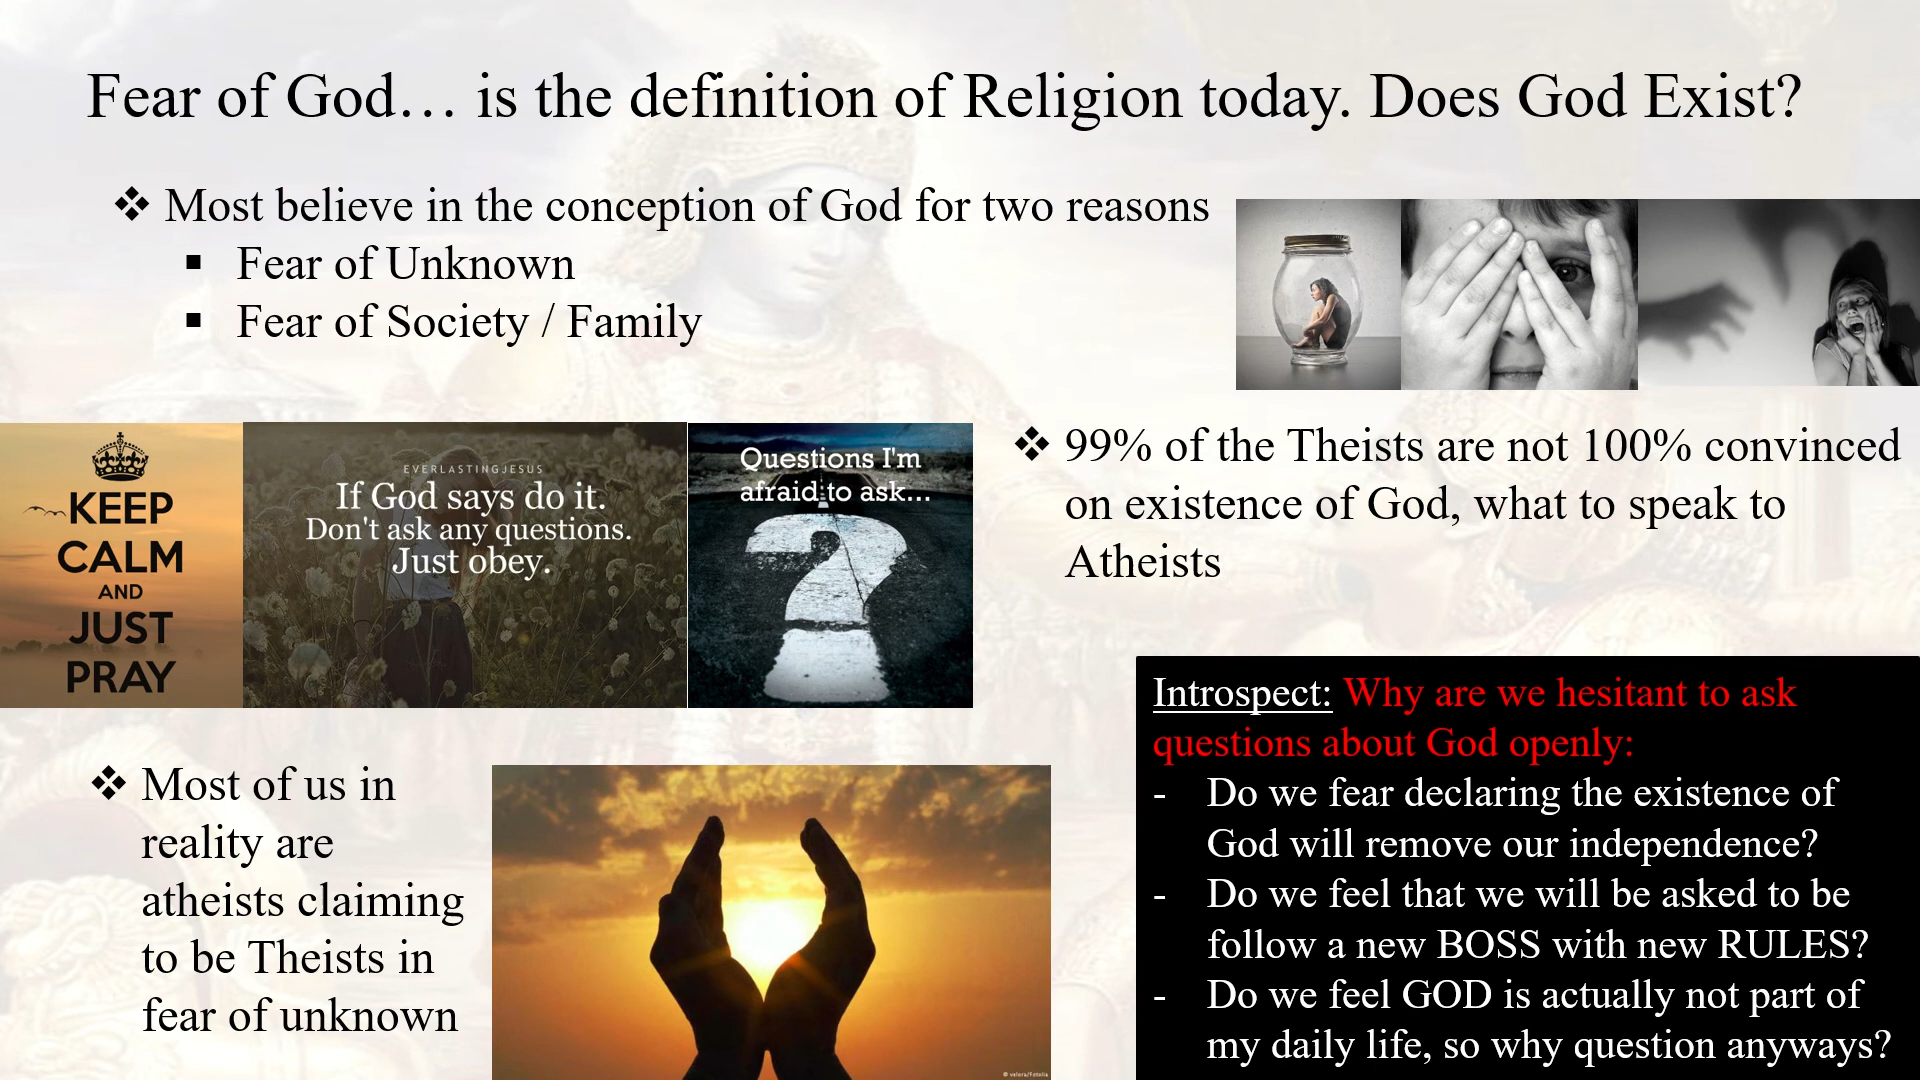 Fear of God… is the definition of Religion today. Does God Exist?
❖ Most believe in the conception of God for two reasons
▪ Fear of Unknown
▪ Fear of Society / Family
KEEP
CALM
AND
JUST
PRAY
EVERLASTINGJESUS
If God says do it.
Don't ask any questions.
Just obey.
Questions I'm
afraid to ask...
?
❖ 99% of the Theists are not 100% convinced
on existence of God, what to speak to
Atheists
❖ Most of us in
reality are
atheists claiming
to be Theists in
fear of unknown
© velora/Fotolia
Introspect: Why are we hesitant to ask
questions about God openly:
- Do we fear declaring the existence of
God will remove our independence?
- Do we feel that we will be asked to be
follow a new BOSS with new RULES?
- Do we feel GOD is actually not part of
my daily life, so why question anyways?